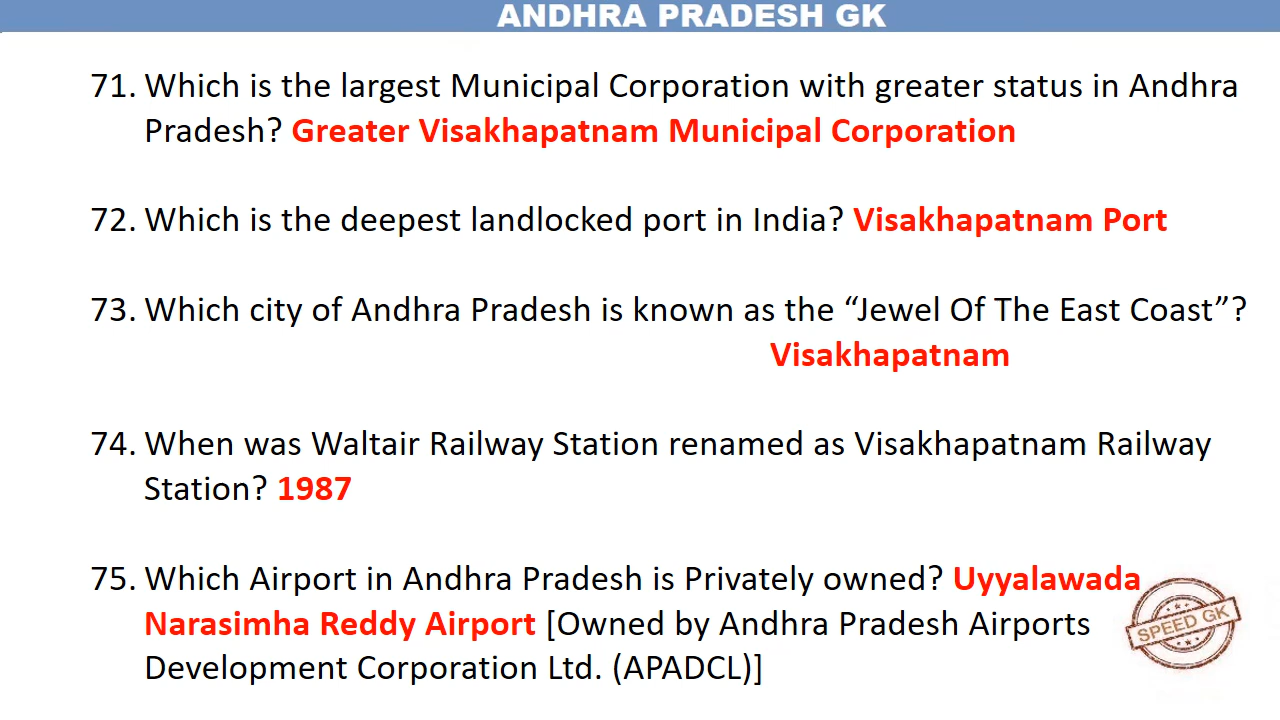 ANDHRA PRADESH GK
71. Which is the largest Municipal Corporation with greater status in Andhra
Pradesh? Greater Visakhapatnam Municipal Corporation
72. Which is the deepest landlocked port in India? Visakhapatnam Port
73. Which city of Andhra Pradesh is known as the “Jewel Of The East Coast”?
Visakhapatnam
74. When was Waltair Railway Station renamed as Visakhapatnam Railway
Station? 1987
75. Which Airport in Andhra Pradesh is Privately owned? Uyyalawada
Narasimha Reddy Airport [Owned by Andhra Pradesh Airports
Development Corporation Ltd. (APADCL)]
SPEED GK